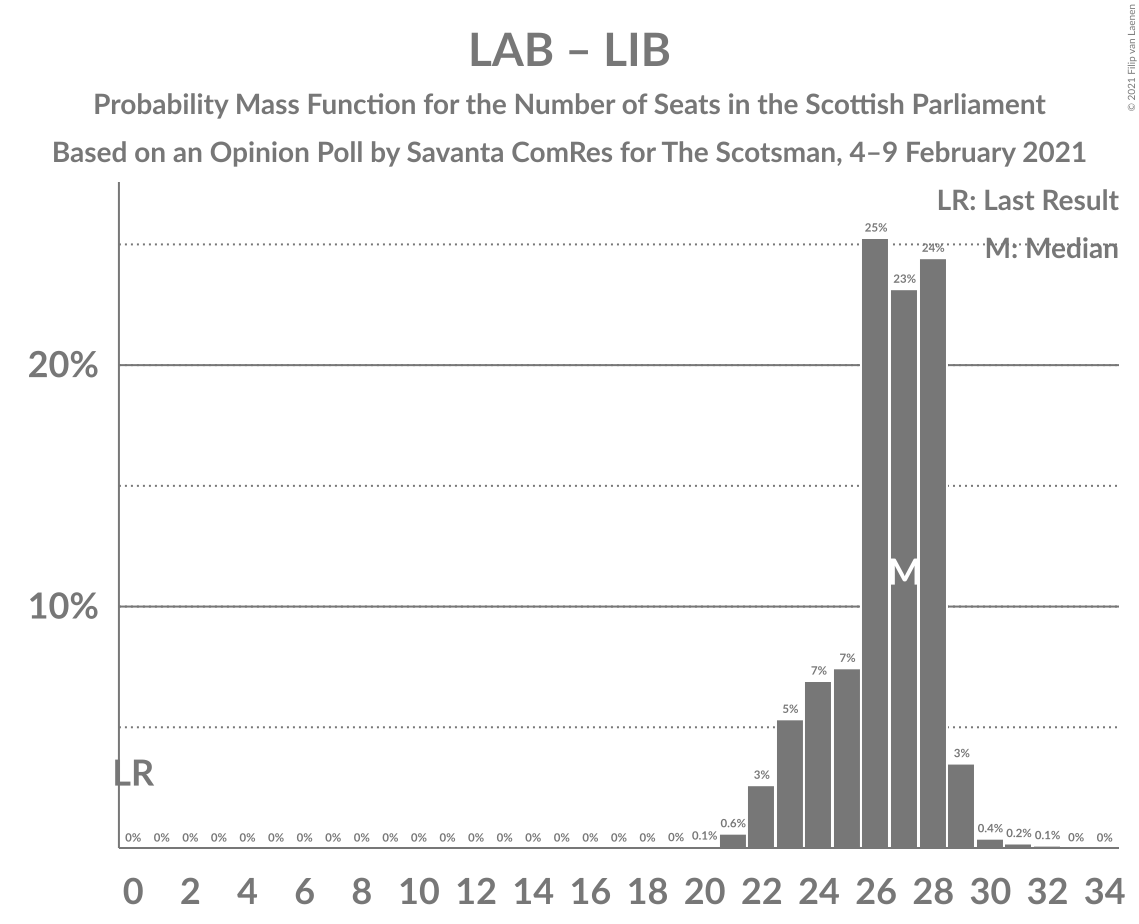 LAB – LIB
Probability Mass Function for the Number of Seats in the Scottish Parliament
Based on an Opinion Poll by Savanta ComRes for The Scotsman, 4–9 February 2021
© 2021 Filip van Laenen
LR: Last Result
M: Median
25%
24%
23%
20%
M
10%
7%
7%
5%
3%
3%
LR
0% 0% 0% 0% 0% 0% 0% 0% 0% 0% 0% 0% 0% 0% 0% 0% 0% 0% 0% 0% 0.1% 0.6% 0.4% 0.2% 0.1% 0% 0%
0 2 4 6 8 10 12 14 16 18 20 22 24 26 28 30 32 34